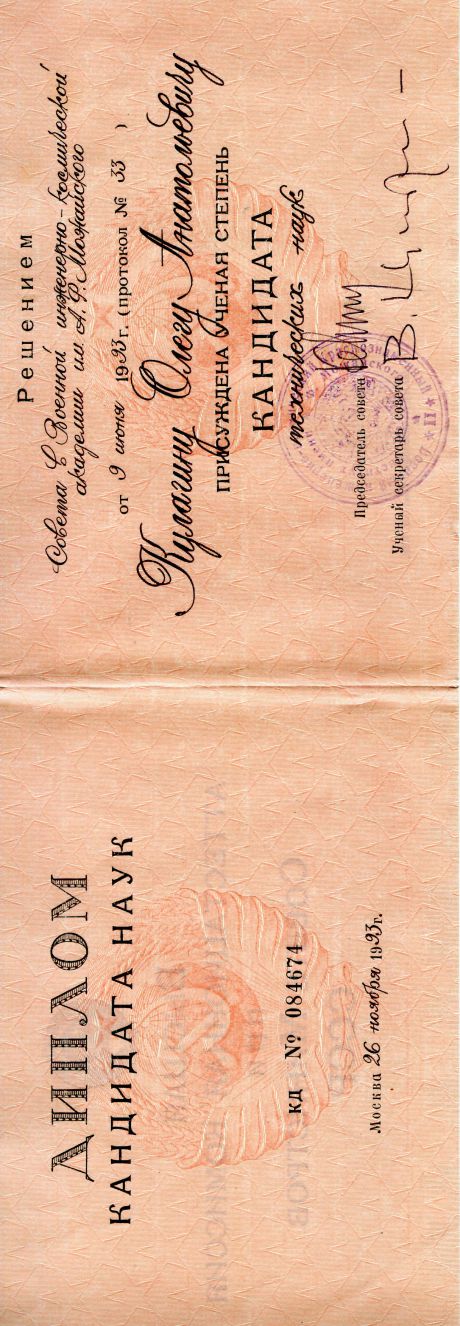 ДИПЛОМ
КАНДИДАТА НАУК
КД № 084674
Москва 26 ноября 1993г.
Решением
Совета в Военной инженерно-космической
академии им. А.Ф. Можайского
от 9 июня 1993г. (протокол № 33 )
Кулагину Олегу Анатольевичу
ПРИСУЖДЕНА УЧЕНАЯ СТЕПЕНЬ
КАНДИДАТА
технических наук
Председатель совета
Ученый секретарь совета